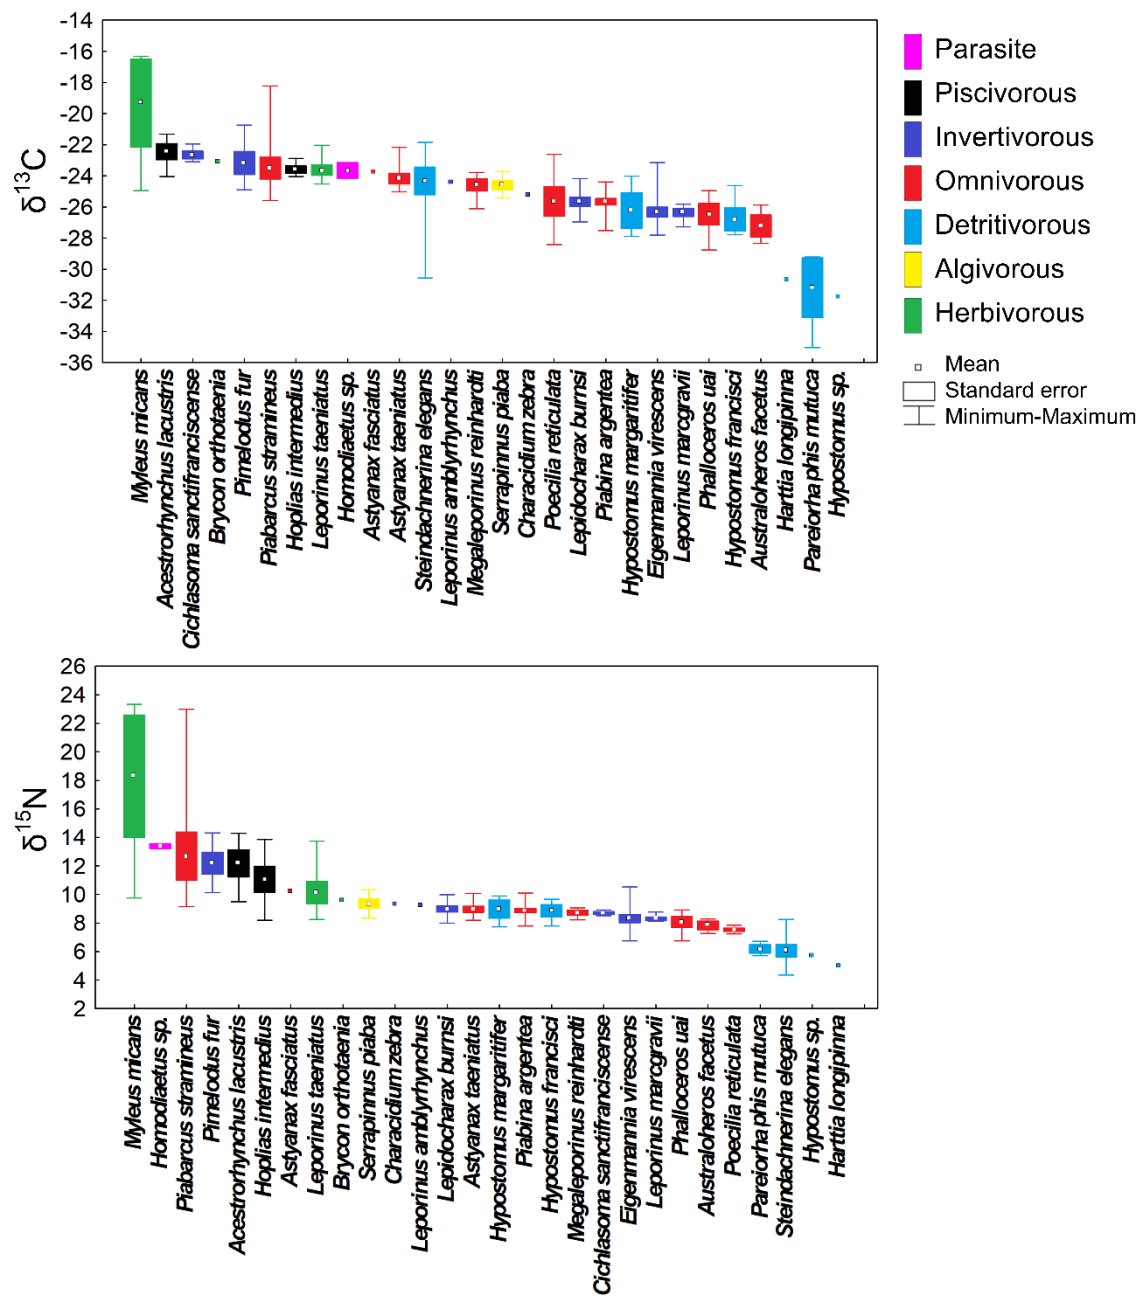 δ13C
-14
-16
-18
-20
-22
-24
-26
-28
-30
-32
-34
-36
Myleus micans
Acestrorhynchus lacustris
Cichlasoma sanctifranciscense
Brycon orthotaenia
Pimelodus fur
Piabarcus stramineus
Hoplias intermedius
Leporinus taeniatus
Homodiaetus sp.
Astyanax fasciatus
Astyanax taeniatus
Steindachnerina elegans
Leporinus amblyrhynchus
Megaleporinus reinhardti
Serrapinnus piaba
Characidium zebra
Poecilia reticulata
Lepidocharax burnsi
Piabina argentea
Hypostomus margaritifer
Eigenmannia virescens
Leporinus marcgravii
Phalloceros uai
Hypostomus francisci
Australoheros facetus
Harttia longipinna
Pareiorhaphis mutuca
Hypostomus sp.
Parasite
Piscivorous
Invertivorous
Omnivorous
Detritivorous
Algivorous
Herbivorous
Mean
Standard error
Minimum-Maximum
δ15N
26
24
22
20
18
16
14
12
10
8
6
4
2
Myleus micans
Homodiaetus sp.
Piabarcus stramineus
Pimelodus fur
Acestrorhynchus lacustris
Hoplias intermedius
Astyanax fasciatus
Leporinus taeniatus
Brycon orthotaenia
Serrapinnus piaba
Characidium zebra
Leporinus amblyrhynchus
Lepidocharax burnsi
Astyanax taeniatus
Hypostomus margaritifer
Piabina argentea
Hypostomus francisci
Megaleporinus reinhardti
Cichlasoma sanctifranciscense
Eigenmannia virescens
Leporinus marcgravii
Phalloceros uai
Australoheros facetus
Poecilia reticulata
Pareiorhaphis mutuca
Steindachnerina elegans
Hypostomus sp.
Harttia longipinna